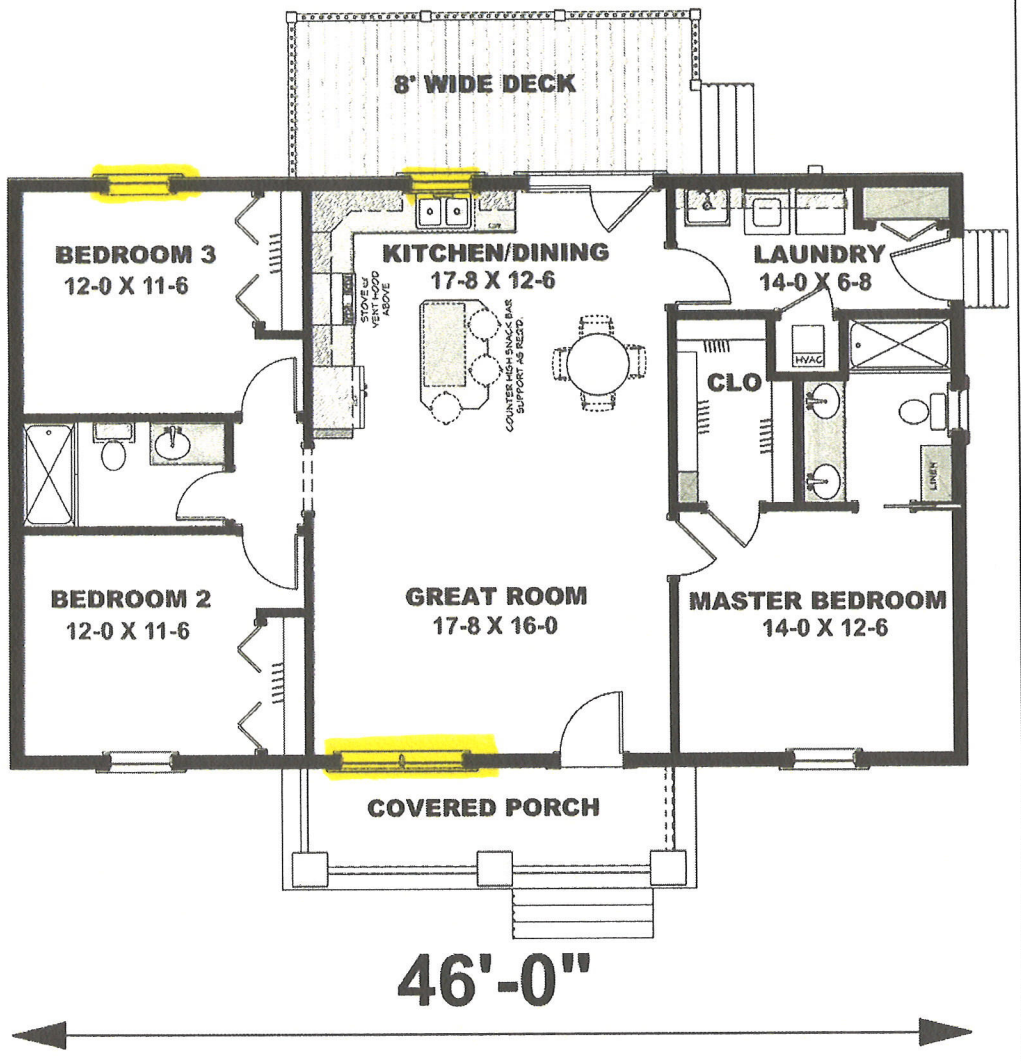 8' WIDE DECK
BEDROOM 3
12-0 X 11-6
KITCHEN/DINING
17-8 X 12-6
LAUNDRY
14-0 X 6-8
STOVE w/
VENT HOOD
ABOVE
COUNTER HIGH SNACK BAR
SUPPORT AS REQ'D.
HVAC
CLO
LINEN
BEDROOM 2
12-0 X 11-6
GREAT ROOM
17-8 X 16-0
MASTER BEDROOM
14-0 X 12-6
COVERED PORCH
46'-0"